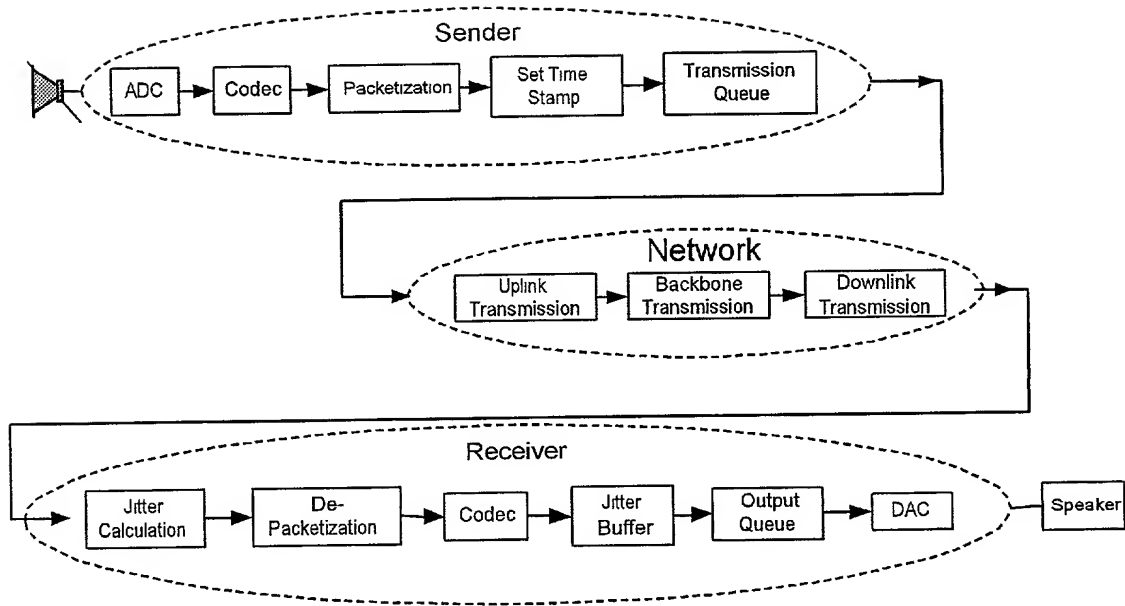 Sender
ADC
Codec
Packetization
Set Time
Stamp
Transmission
Queue
Network
Uplink
Transmission
Backbone
Transmission
Downlink
Transmission
Receiver
Jitter
Calculation
De-
Packetization
Codec
Jitter
Buffer
Output
Queue
DAC
Speaker